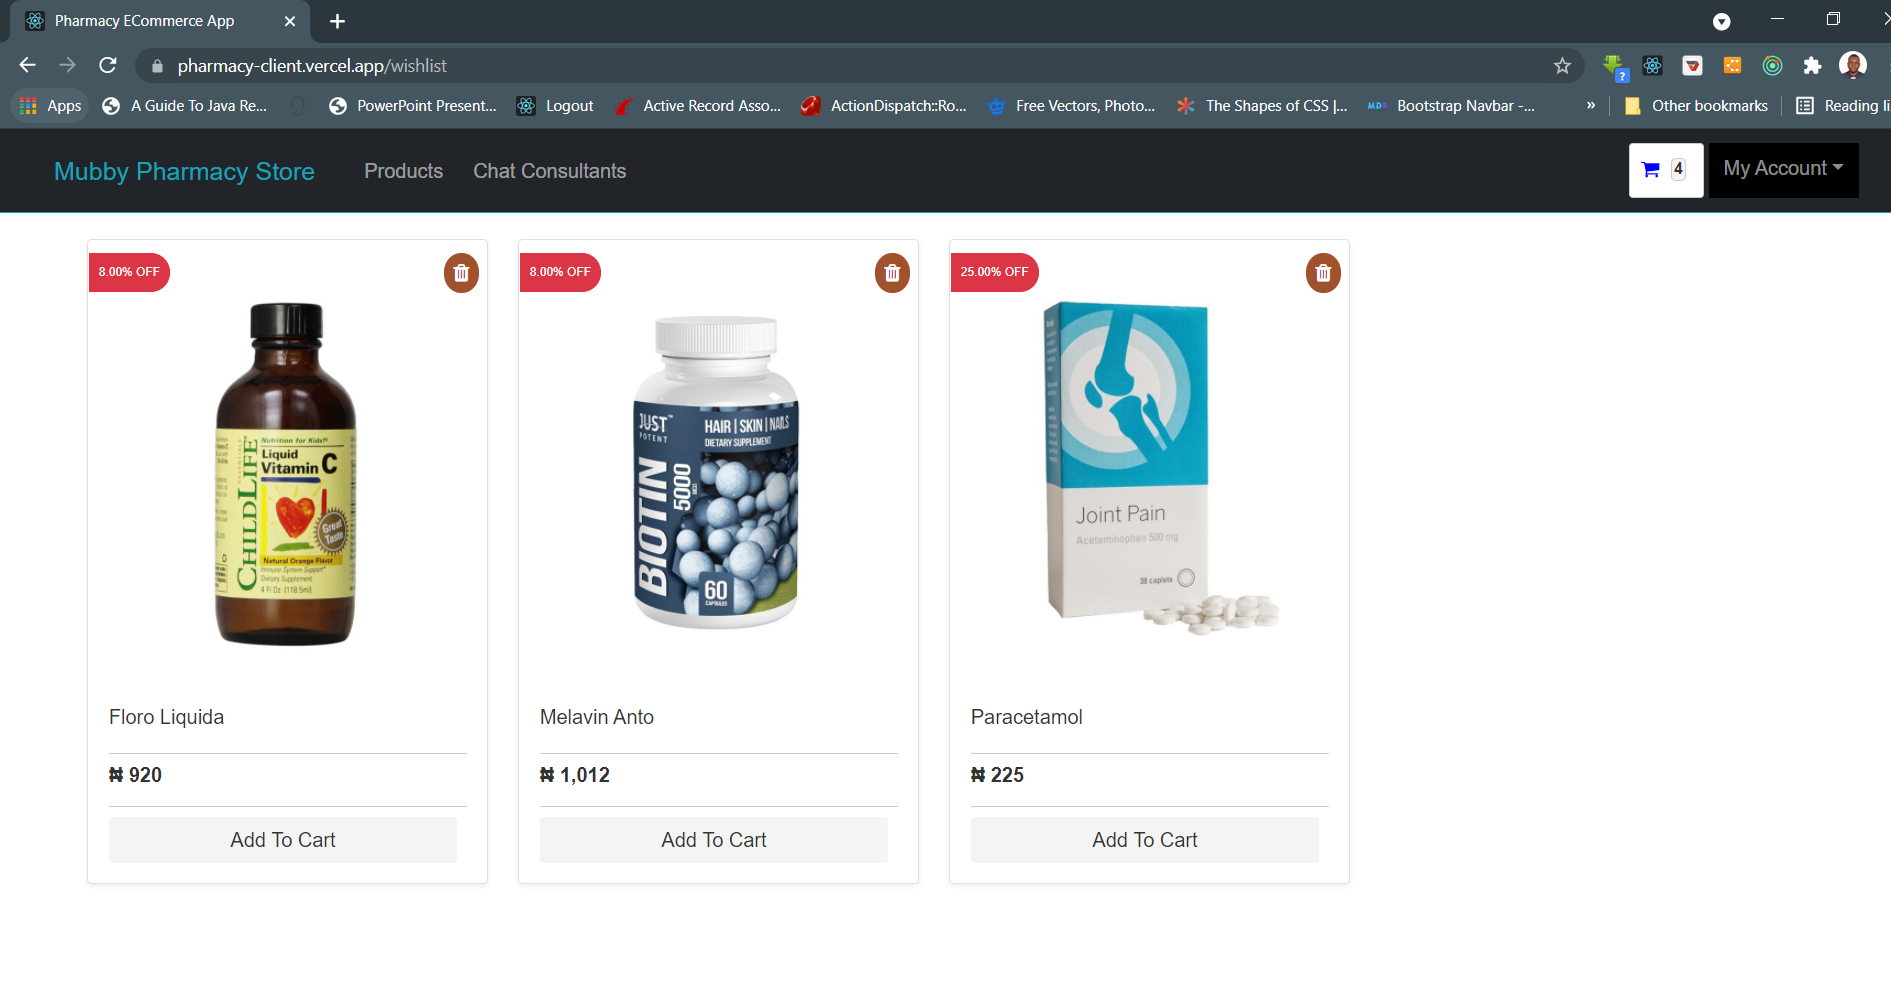 Pharmacy ECommerce App
pharmacy-client.vercel.app/wishlist
Apps A Guide To Java Re... PowerPoint Present... Logout Active Record Asso... ActionDispatch::Ro... Free Vectors, Photo... The Shapes of CSS |... MDB Bootstrap Navbar -... » Other bookmarks Reading li
Mubby Pharmacy Store Products Chat Consultants 4 My Account
8.00% OFF
Nutrition for Kids!
Liquid
Vitamin C
CHILDLIFE
Great
Taste
Natural Orange Flavor
Immune System Support*
Dietary Supplement
4 Fl Oz. (118.5ml)
Floro Liquida
₦ 920
Add To Cart
8.00% OFF
JUST
POTENT
HAIR | SKIN | NAILS
DIETARY SUPPLEMENT
BIOTIN
5000
MCG
60
CAPSULES
Melavin Anto
₦ 1,012
Add To Cart
25.00% OFF
Joint Pain
Acetaminophen 500 mg
38 caplets
Paracetamol
₦ 225
Add To Cart